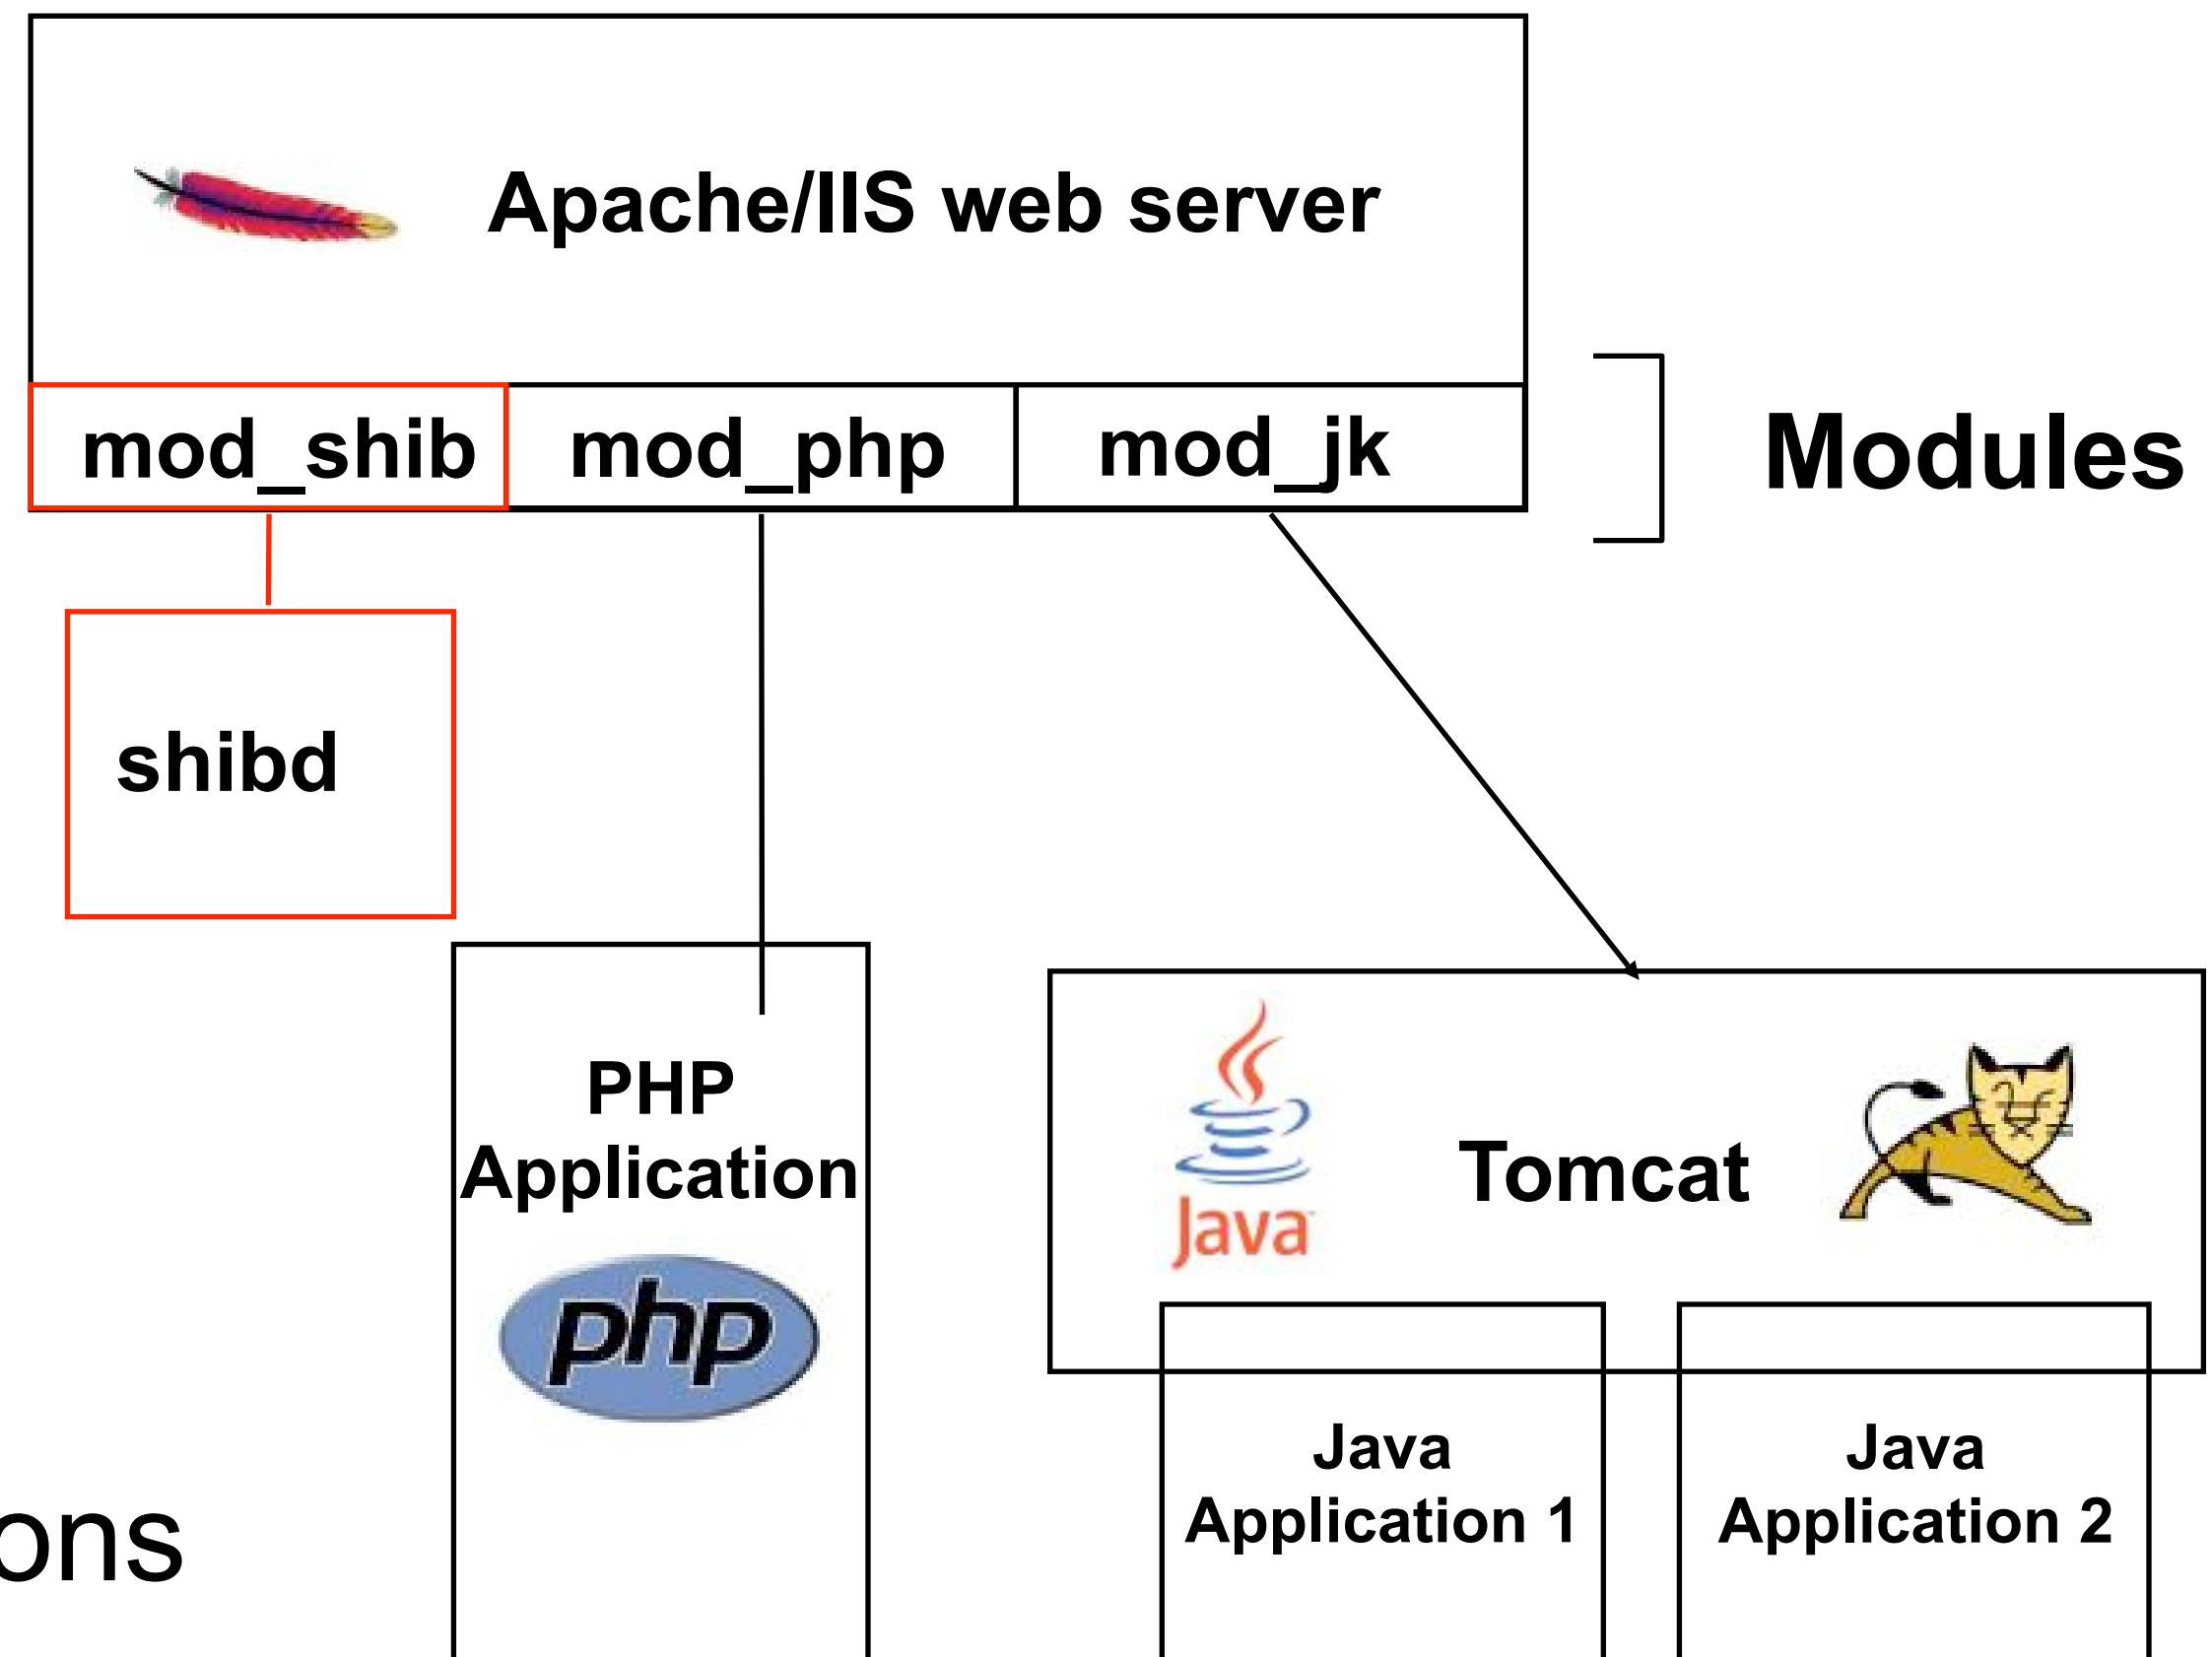 Apache/IIS web server
mod_shib
mod_php
mod_jk
Modules
shibd
PHP
Application
php
Java
Tomcat
Java
Application 1
Java
Application 2
ons